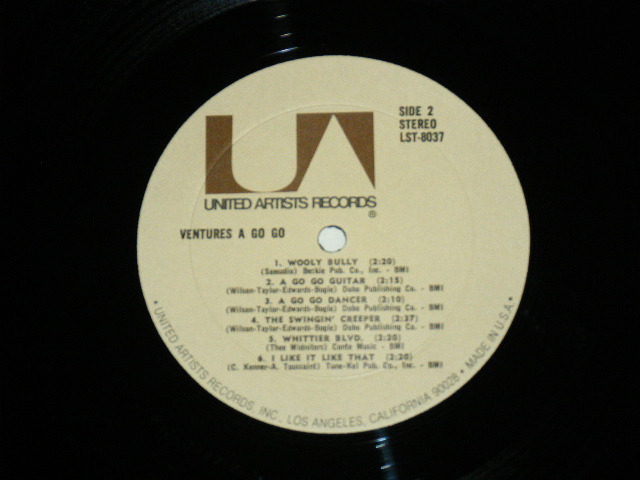 UA
UNITED ARTISTS RECORDS
®
SIDE 2
STEREO
LST-8037
VENTURES A GO GO
1. WOOLY BULLY (2:20)
(Samudio) Beckie Pub. Co., Inc. - BMI
2. A GO GO GUITAR (2:15)
(Wilson-Taylor-Edwards-Bogle) Dobo Publishing Co. - BMI
3. A GO GO DANCER (2:10)
(Wilson-Taylor-Edwards-Bogle) Dobo Publishing Co. - BMI
4. THE SWINGIN' CREEPER (2:37)
(Wilson-Taylor-Edwards-Bogle) Dobo Publishing Co. - BMI
5. WHITTIER BLVD. (2:20)
(Thee Midniters) Canfa Music - BMI
6. I LIKE IT LIKE THAT (2:20)
(C. Kenner-A. Toussaint) Tune-Kel Pub. Co., Inc. - BMI
• UNITED ARTISTS RECORDS, INC., LOS ANGELES, CALIFORNIA 90028 • MADE IN U.S.A. •